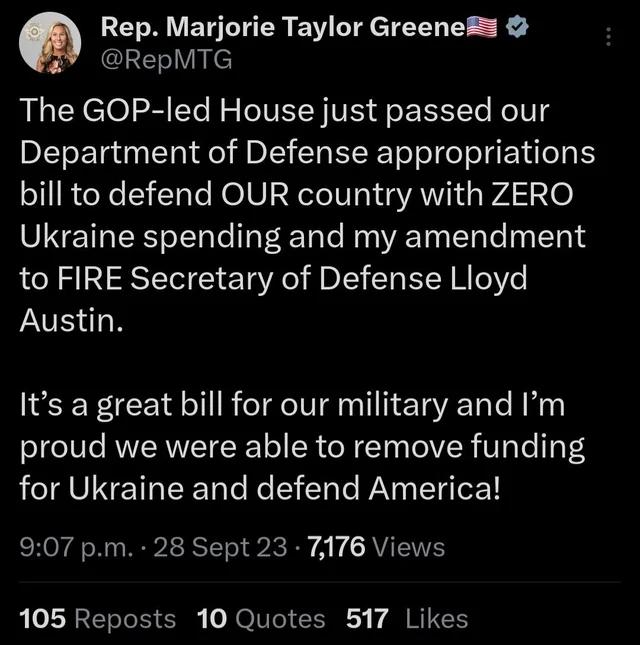 Rep. Marjorie Taylor Greene🇺🇸
@RepMTG
The GOP-led House just passed our
Department of Defense appropriations
bill to defend OUR country with ZERO
Ukraine spending and my amendment
to FIRE Secretary of Defense Lloyd
Austin.
It’s a great bill for our military and I’m
proud we were able to remove funding
for Ukraine and defend America!
9:07 p.m. · 28 Sept 23 · 7,176 Views
105 Reposts 10 Quotes 517 Likes